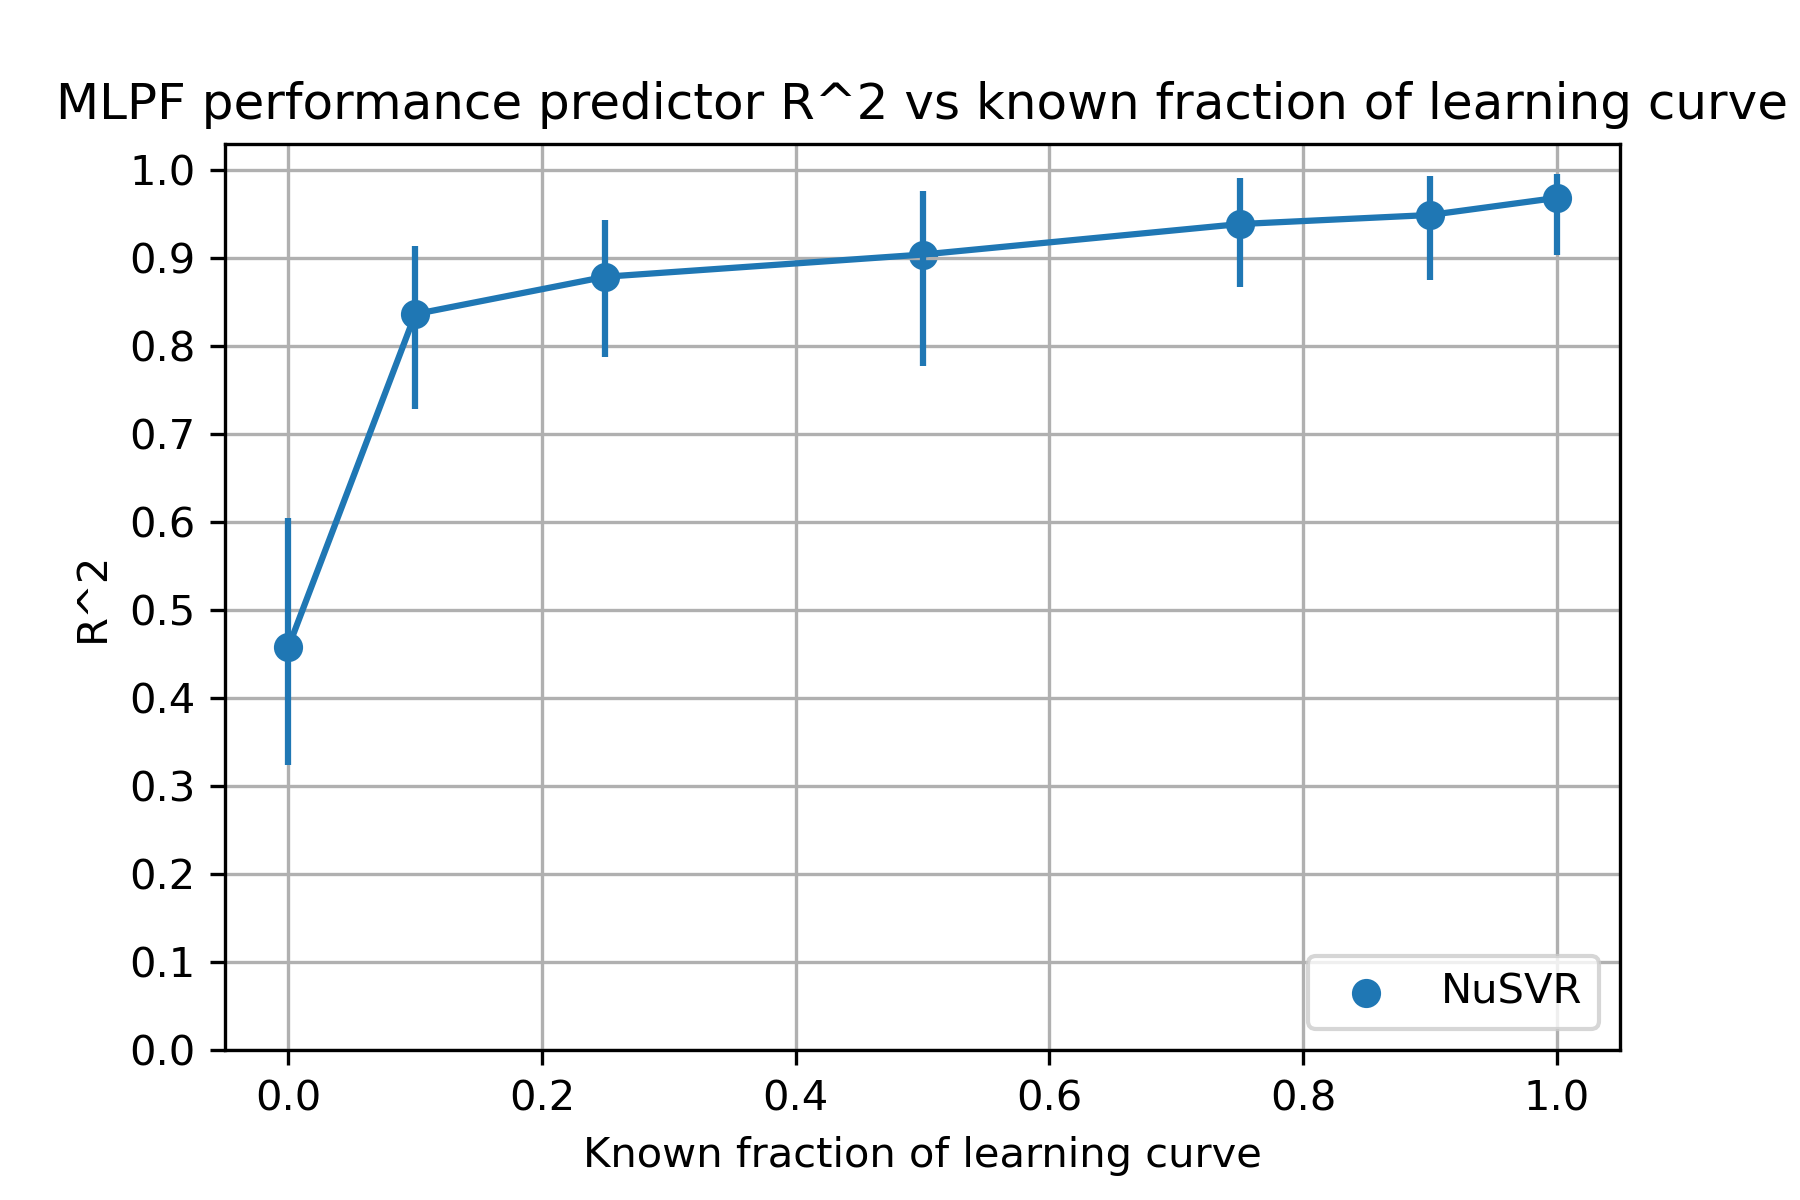 MLPF performance predictor R^2 vs known fraction of learning curve
1.0
0.9
0.8
0.7
0.6
0.5
0.4
0.3
0.2
0.1
0.0
R^2
NuSVR
0.0 0.2 0.4 0.6 0.8 1.0
Known fraction of learning curve